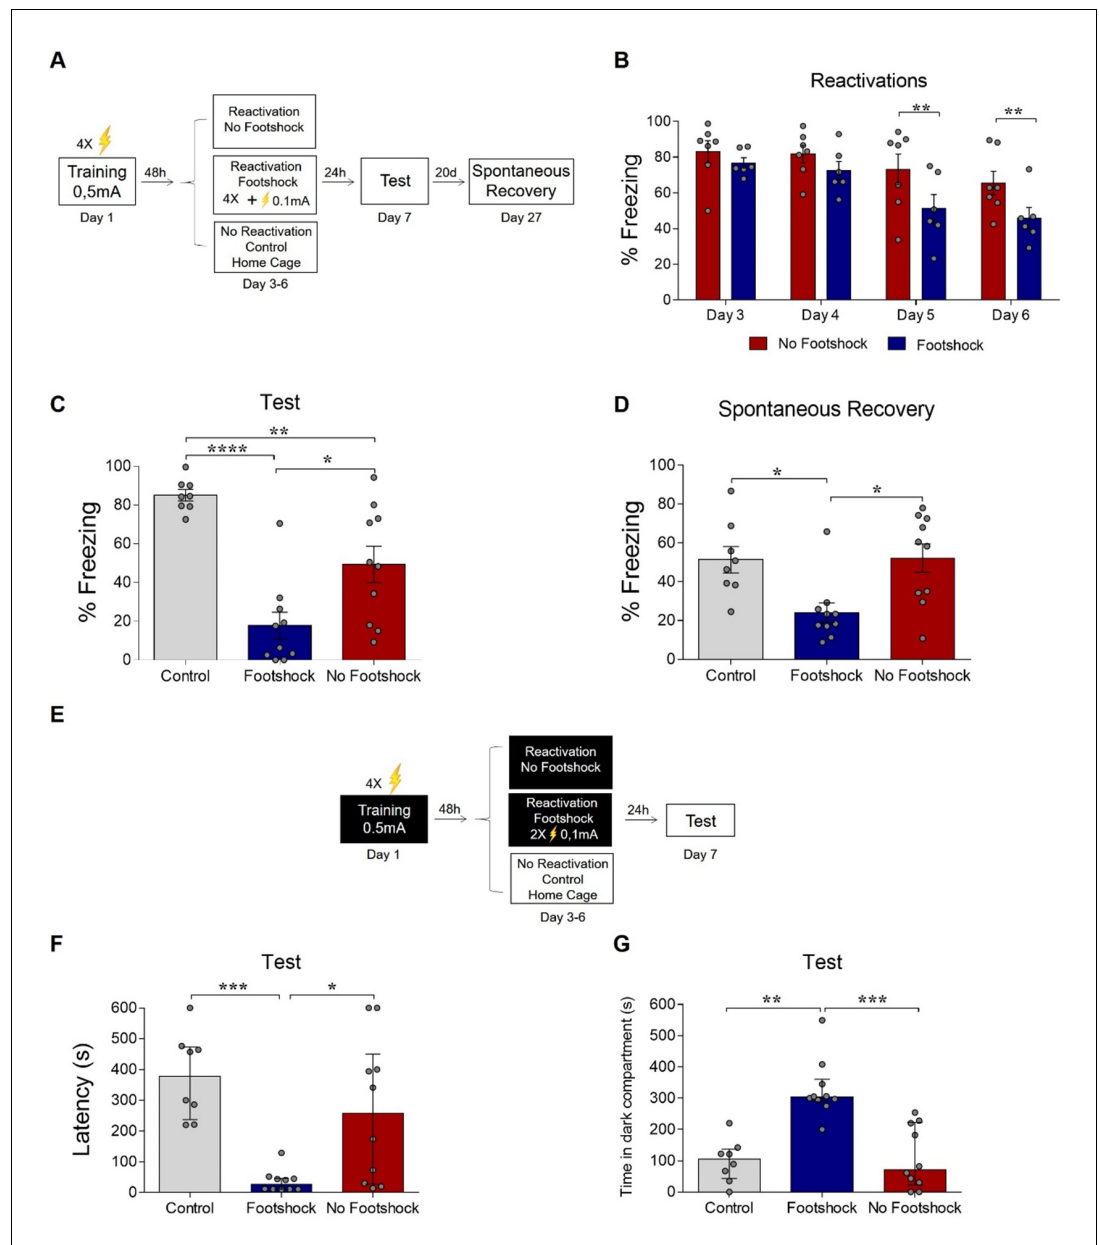 A
4X
Training
0,5mA
Day 1
48h
Reactivation
No Footshock
Reactivation
Footshock
4X + 0.1mA
No Reactivation
Control
Home Cage
Day 3-6
24h
Test
Day 7
20d
Spontaneous
Recovery
Day 27
B
Reactivations
** **
% Freezing
100
80
60
40
20
0
Day 3 Day 4 Day 5 Day 6
No Footshock Footshock
C
Test
**
****
*
% Freezing
100
80
60
40
20
0
Control Footshock No Footshock
D
Spontaneous Recovery
*
*
% Freezing
100
80
60
40
20
0
Control Footshock No Footshock
E
4X
Training
0.5mA
Day 1
48h
Reactivation
No Footshock
Reactivation
Footshock
2X 0,1mA
No Reactivation
Control
Home Cage
Day 3-6
24h
Test
Day 7
F
Test
*** *
Latency (s)
600
500
400
300
200
100
0
Control Footshock No Footshock
G
Test
** ***
Time in dark compartment (s)
600
500
400
300
200
100
0
Control Footshock No Footshock